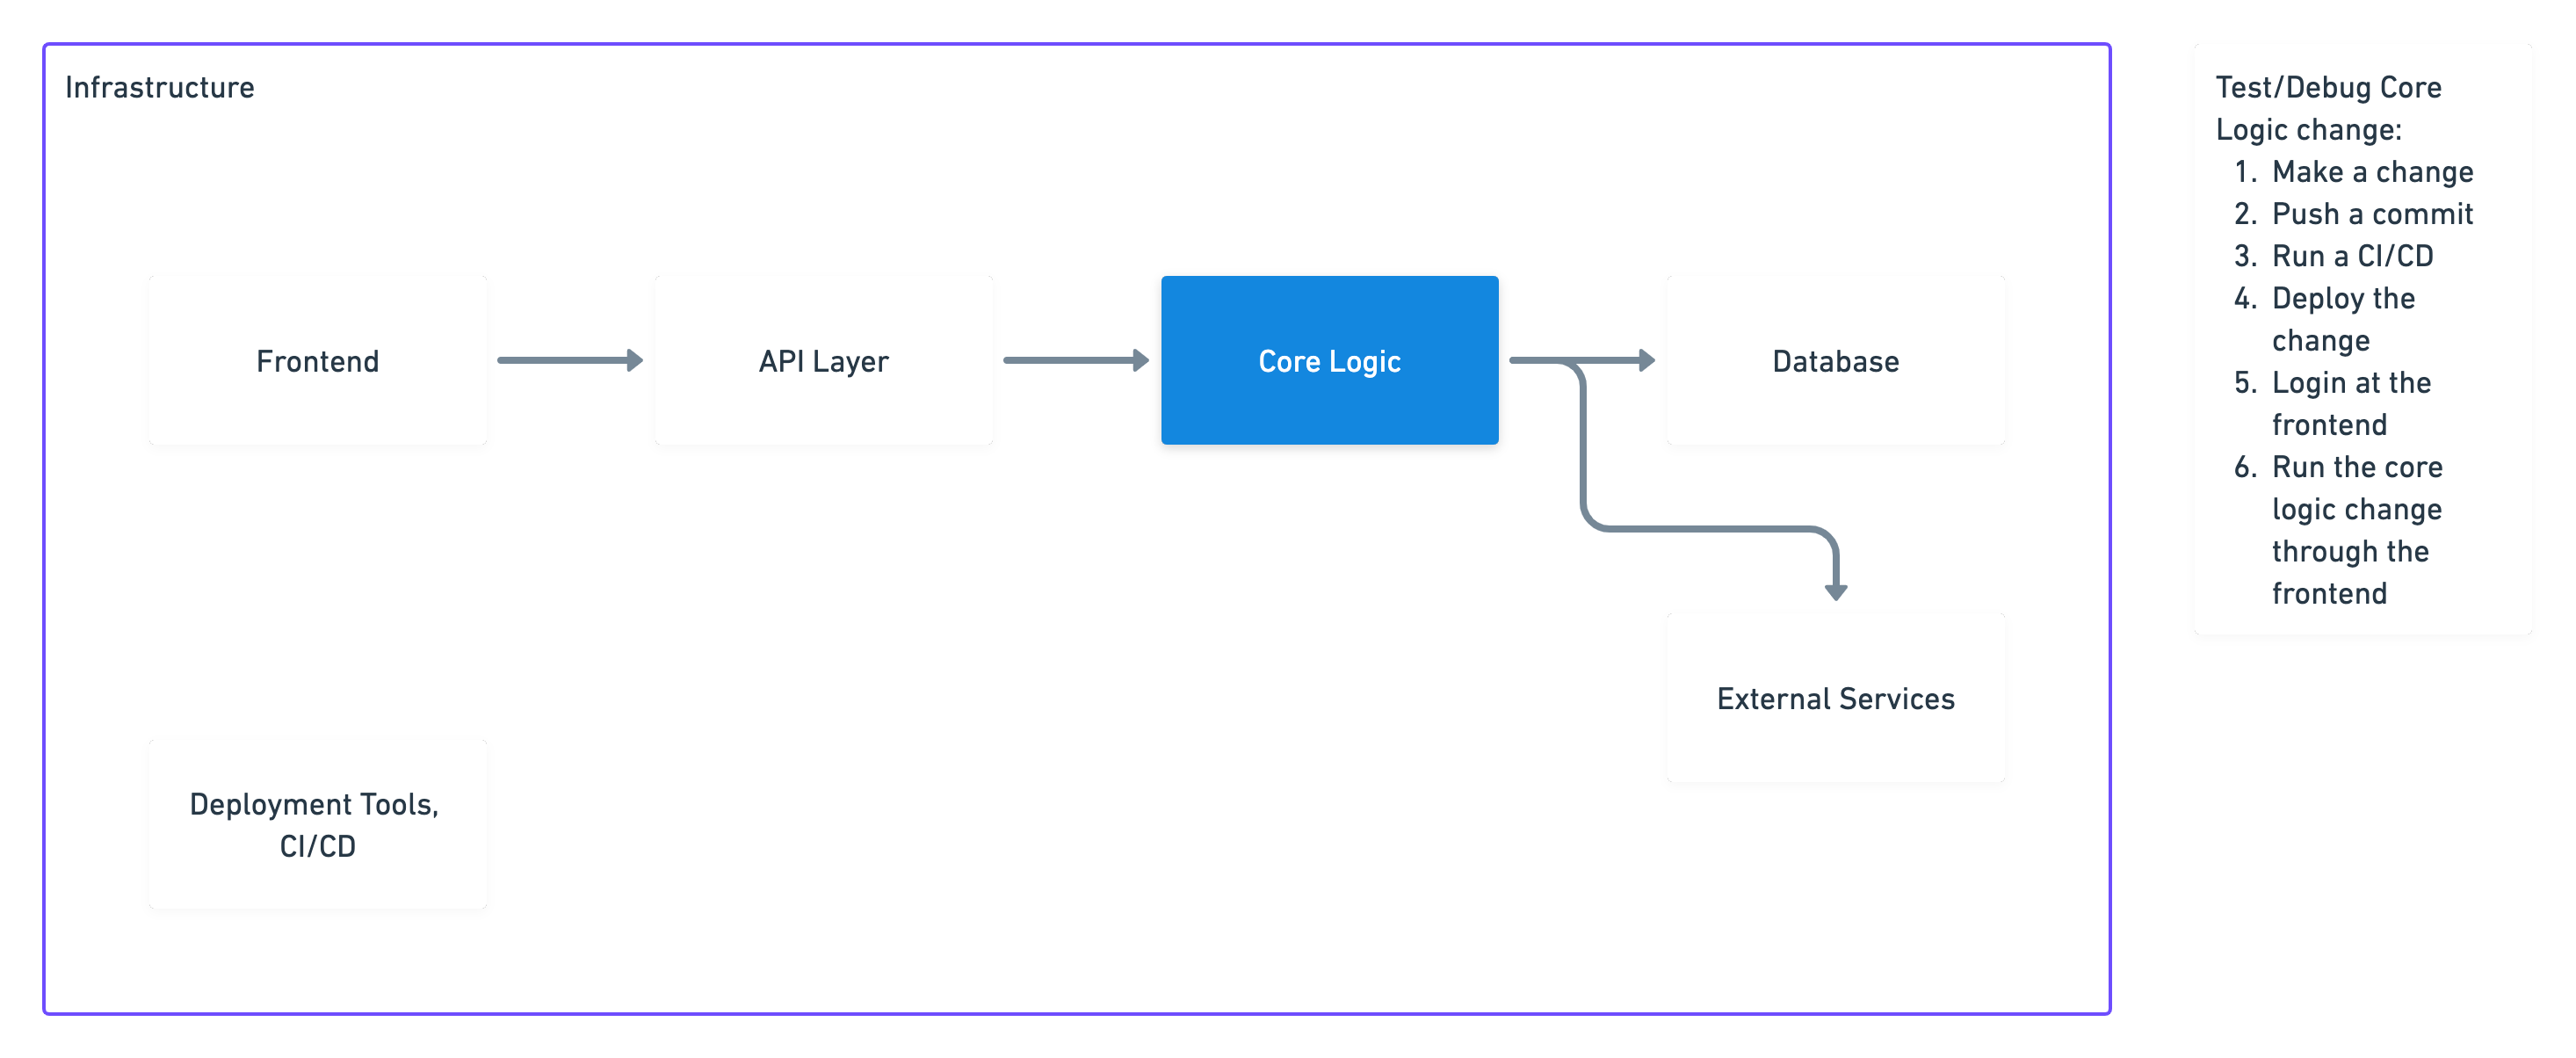 Infrastructure
Frontend
API Layer
Core Logic
Database
External Services
Deployment Tools,
CI/CD
Test/Debug Core
Logic change:
1. Make a change
2. Push a commit
3. Run a CI/CD
4. Deploy the
change
5. Login at the
frontend
6. Run the core
logic change
through the
frontend